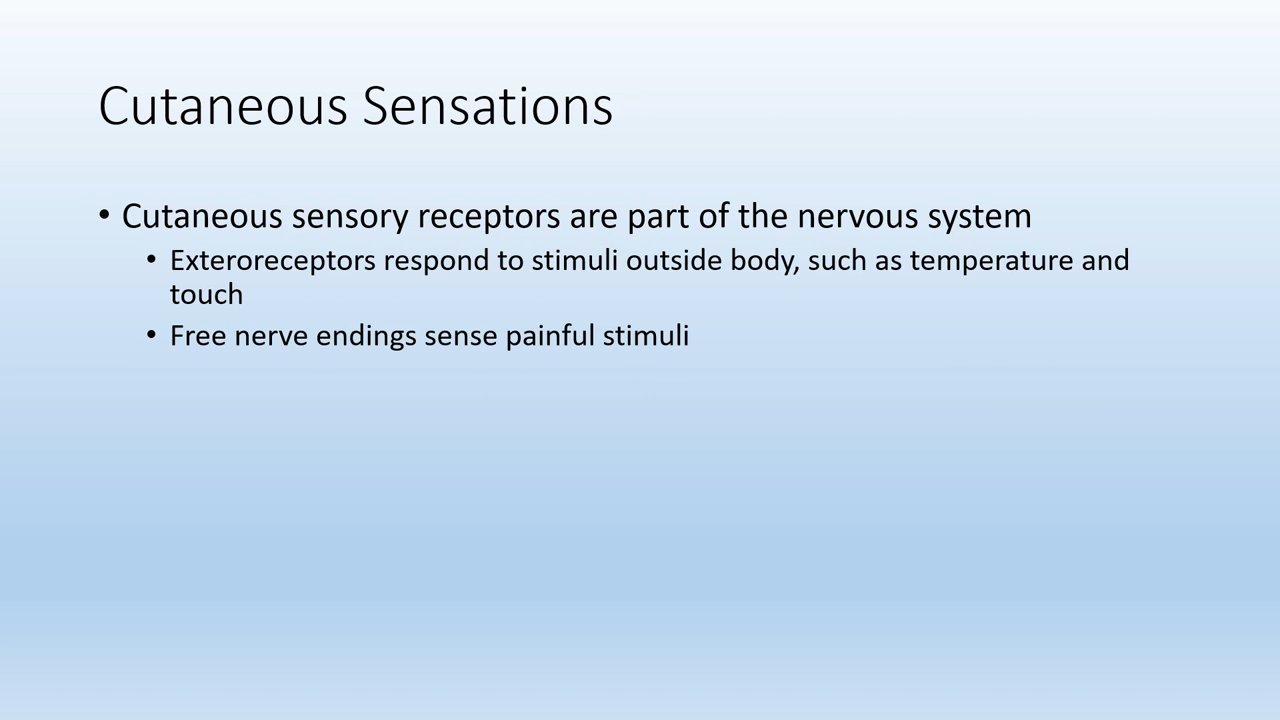 Cutaneous Sensations
• Cutaneous sensory receptors are part of the nervous system
• Exteroreceptors respond to stimuli outside body, such as temperature and
touch
• Free nerve endings sense painful stimuli